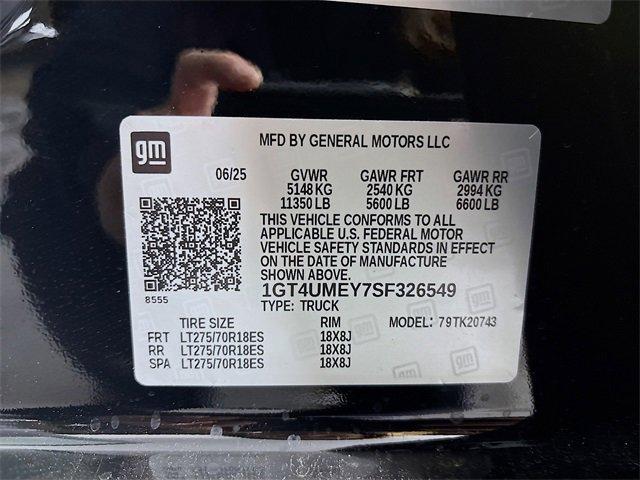 gm
MFD BY GENERAL MOTORS LLC
06/25 GVWR GAWR FRT GAWR RR
5148 KG 2540 KG 2994 KG
11350 LB 5600 LB 6600 LB
THIS VEHICLE CONFORMS TO ALL
APPLICABLE U.S. FEDERAL MOTOR
VEHICLE SAFETY STANDARDS IN EFFECT
ON THE DATE OF MANUFACTURE
SHOWN ABOVE.
8555
1GT4UMEY7SF326549
TYPE: TRUCK
TIRE SIZE RIM MODEL: 79TK20743
FRT LT275/70R18ES 18X8J
RR LT275/70R18ES 18X8J
SPA LT275/70R18ES 18X8J